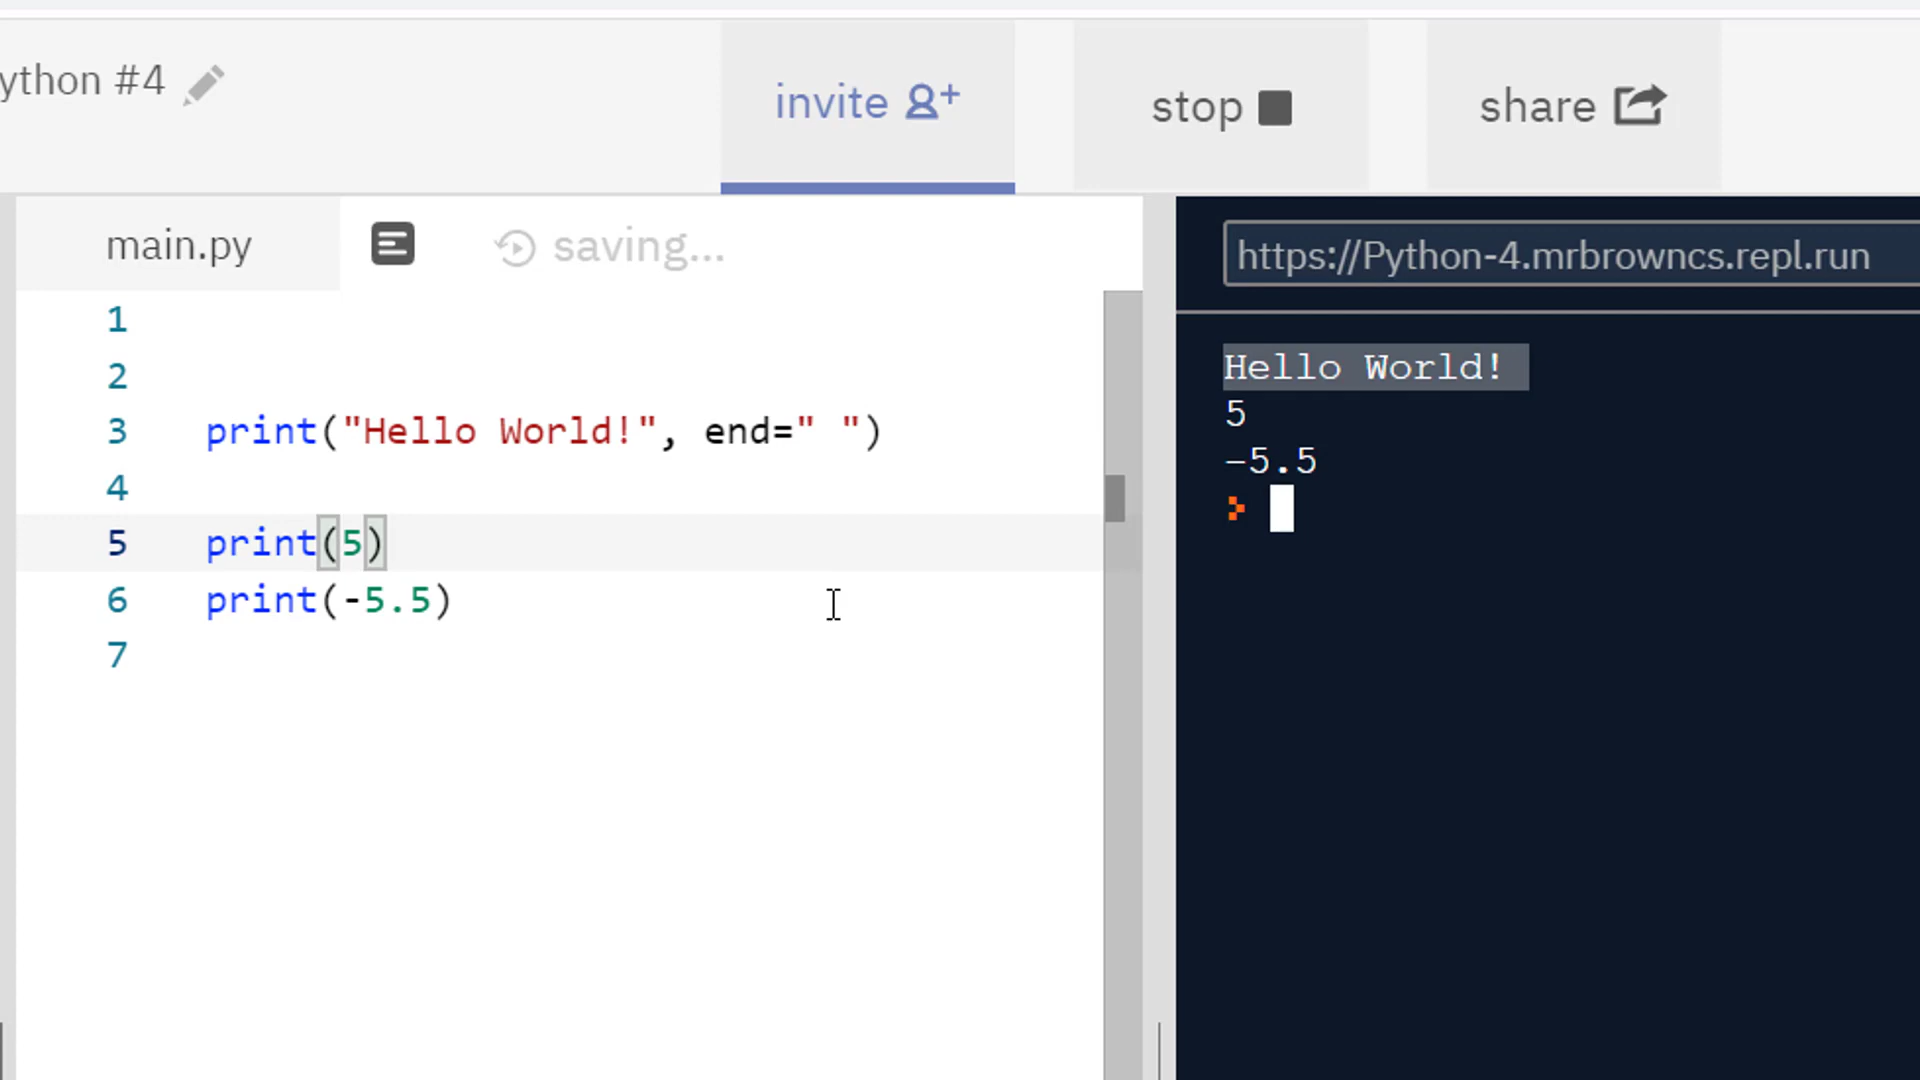 ython #4
invite
stop
share
main.py
saving...
https://Python-4.mrbrowncs.repl.run
1
2
3 print("Hello World!", end=" ")
4
5 print(5)
6 print(-5.5)
7
Hello World!
5
-5.5